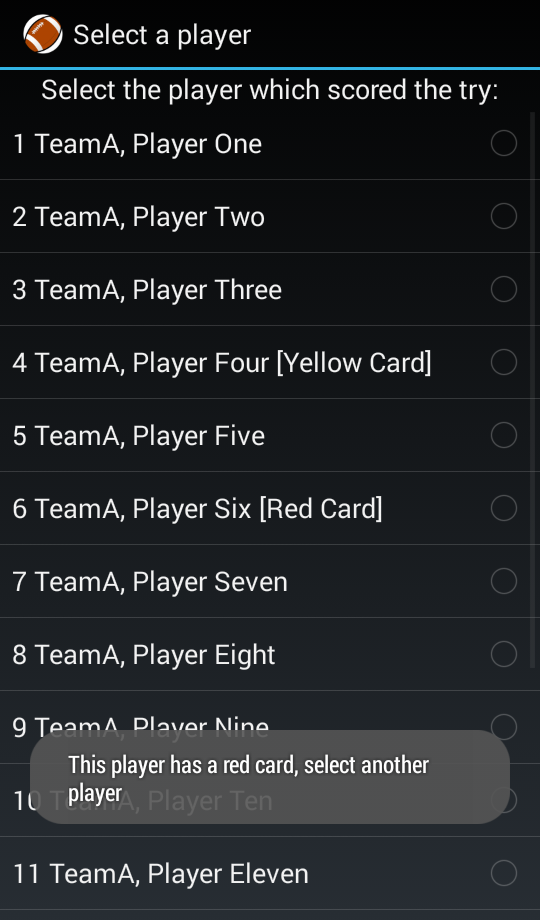 Select a player
Select the player which scored the try:
1 TeamA, Player One
2 TeamA, Player Two
3 TeamA, Player Three
4 TeamA, Player Four [Yellow Card]
5 TeamA, Player Five
6 TeamA, Player Six [Red Card]
7 TeamA, Player Seven
8 TeamA, Player Eight
9 TeamA, Player Nine
This player has a red card, select another
player
10 TeamA, Player Ten
11 TeamA, Player Eleven